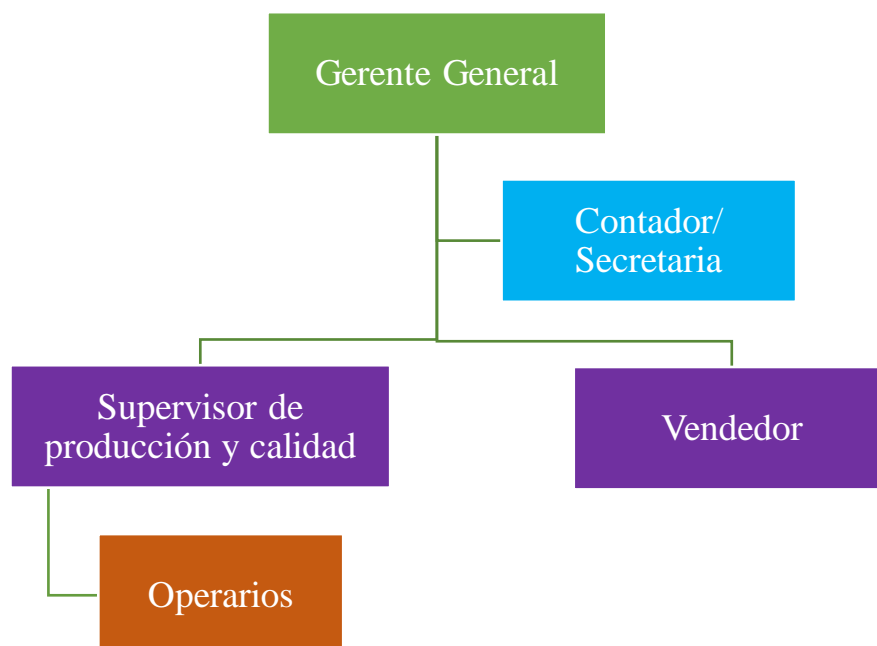 Gerente General
Contador/
Secretaria
Supervisor de
producción y calidad
Vendedor
Operarios